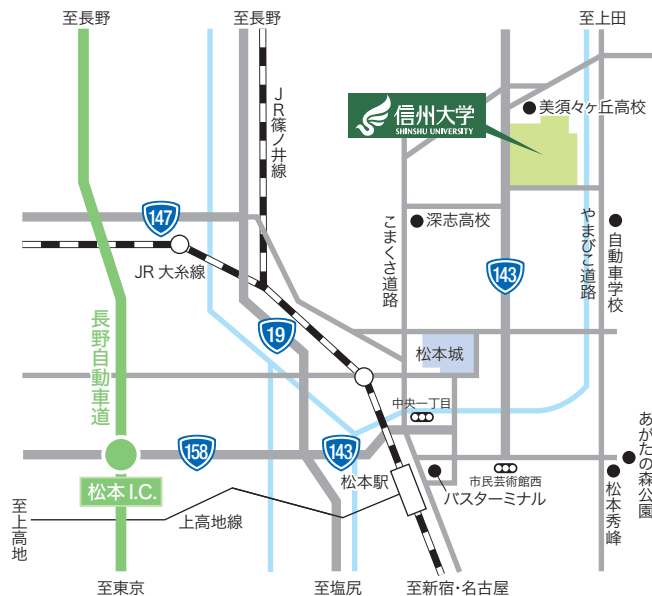 至長野
至長野
至上田
JR篠ノ井線
信州大学
SHINSHU UNIVERSITY
美須々ヶ丘高校
147
こまくさ道路
深志高校
やまびこ道路
自動車学校
JR 大糸線
143
長野自動車道
19
松本城
中央一丁目
あがたの森公園
158
143
松本駅
市民芸術館西
松本 I.C.
バスターミナル
松本秀峰
至上高地
上高地線
至東京
至塩尻
至新宿・名古屋